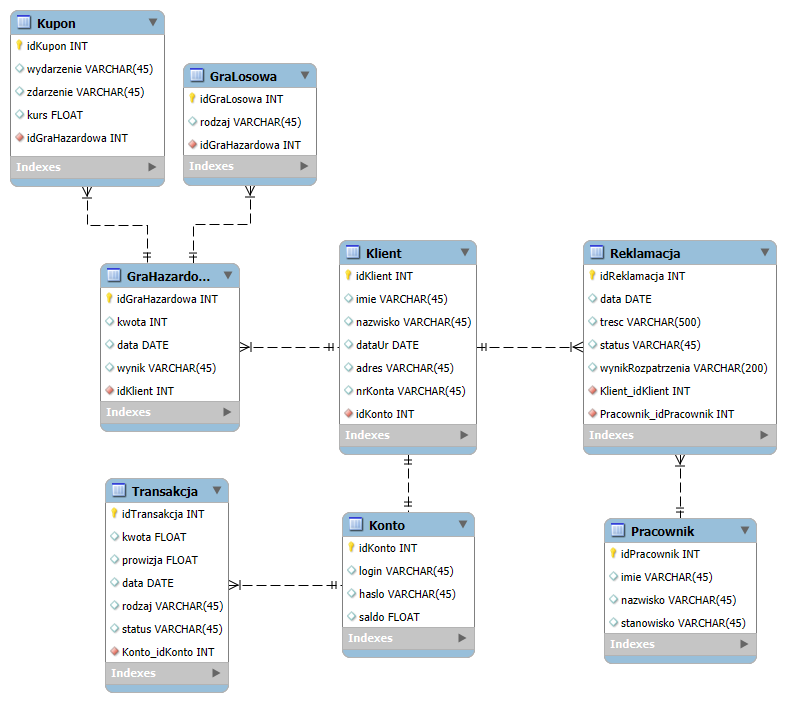 Kupon
idKupon INT
wydarzenie VARCHAR(45)
zdarzenie VARCHAR(45)
kurs FLOAT
idGraHazardowa INT
Indexes
GraLosowa
idGraLosowa INT
rodzaj VARCHAR(45)
idGraHazardowa INT
Indexes
GraHazardo...
idGraHazardowa INT
kwota INT
data DATE
wynik VARCHAR(45)
idKlient INT
Indexes
Klient
idKlient INT
imie VARCHAR(45)
nazwisko VARCHAR(45)
dataUr DATE
adres VARCHAR(45)
nrKonta VARCHAR(45)
idKonto INT
Indexes
Reklamacja
idReklamacja INT
data DATE
tresc VARCHAR(500)
status VARCHAR(45)
wynikRozpatrzenia VARCHAR(200)
Klient_idKlient INT
Pracownik_idPracownik INT
Indexes
Transakcja
idTransakcja INT
kwota FLOAT
prowizja FLOAT
data DATE
rodzaj VARCHAR(45)
status VARCHAR(45)
Konto_idKonto INT
Indexes
Konto
idKonto INT
login VARCHAR(45)
haslo VARCHAR(45)
saldo FLOAT
Indexes
Pracownik
idPracownik INT
imie VARCHAR(45)
nazwisko VARCHAR(45)
stanowisko VARCHAR(45)
Indexes